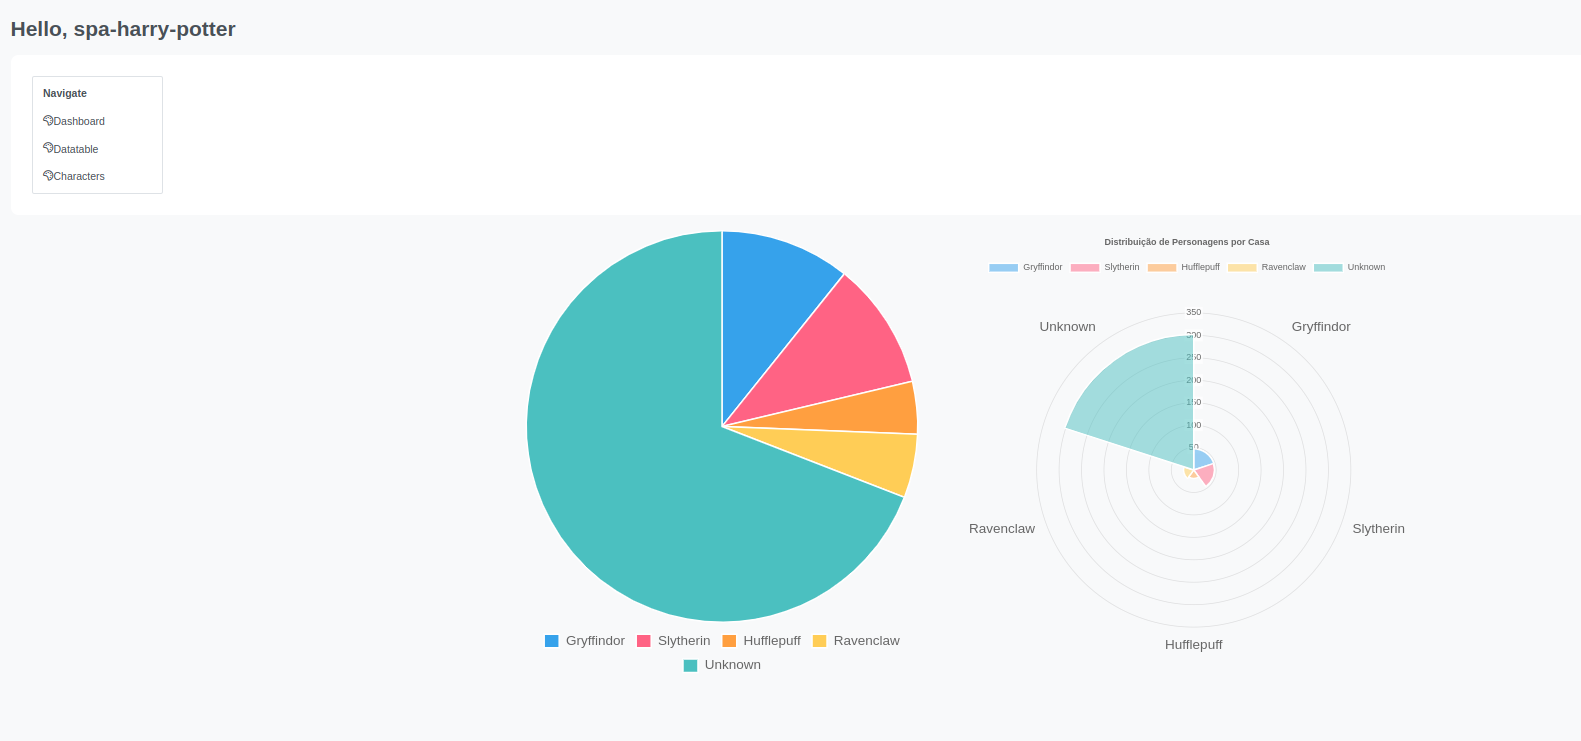 Hello, spa-harry-potter
Navigate
Dashboard
Datatable
Characters
Gryffindor Slytherin Hufflepuff Ravenclaw
Unknown
Distribuição de Personagens por Casa
Gryffindor Slytherin Hufflepuff Ravenclaw Unknown
350
Unknown Gryffindor
300
250
200
150
100
50
Ravenclaw Slytherin
Hufflepuff